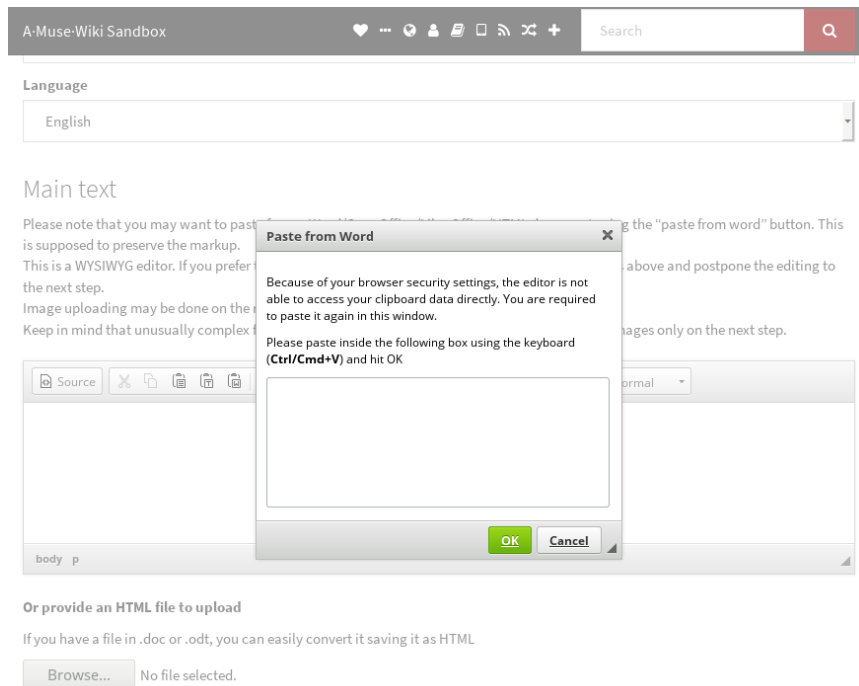 A·Muse·Wiki Sandbox
Search
Language
English
Main text
Please note that you may want to past
g the “paste from word” button. This
is supposed to preserve the markup.
This is a WYSIWYG editor. If you prefer
s above and postpone the editing to
the next step.
Image uploading may be done on the
Keep in mind that unusually complex
ages only on the next step.
Paste from Word
Because of your browser security settings, the editor is not
able to access your clipboard data directly. You are required
to paste it again in this window.
Please paste inside the following box using the keyboard
(Ctrl/Cmd+V) and hit OK
OK
Cancel
Source
ormal
body p
Or provide an HTML file to upload
If you have a file in .doc or .odt, you can easily convert it saving it as HTML
Browse... No file selected.